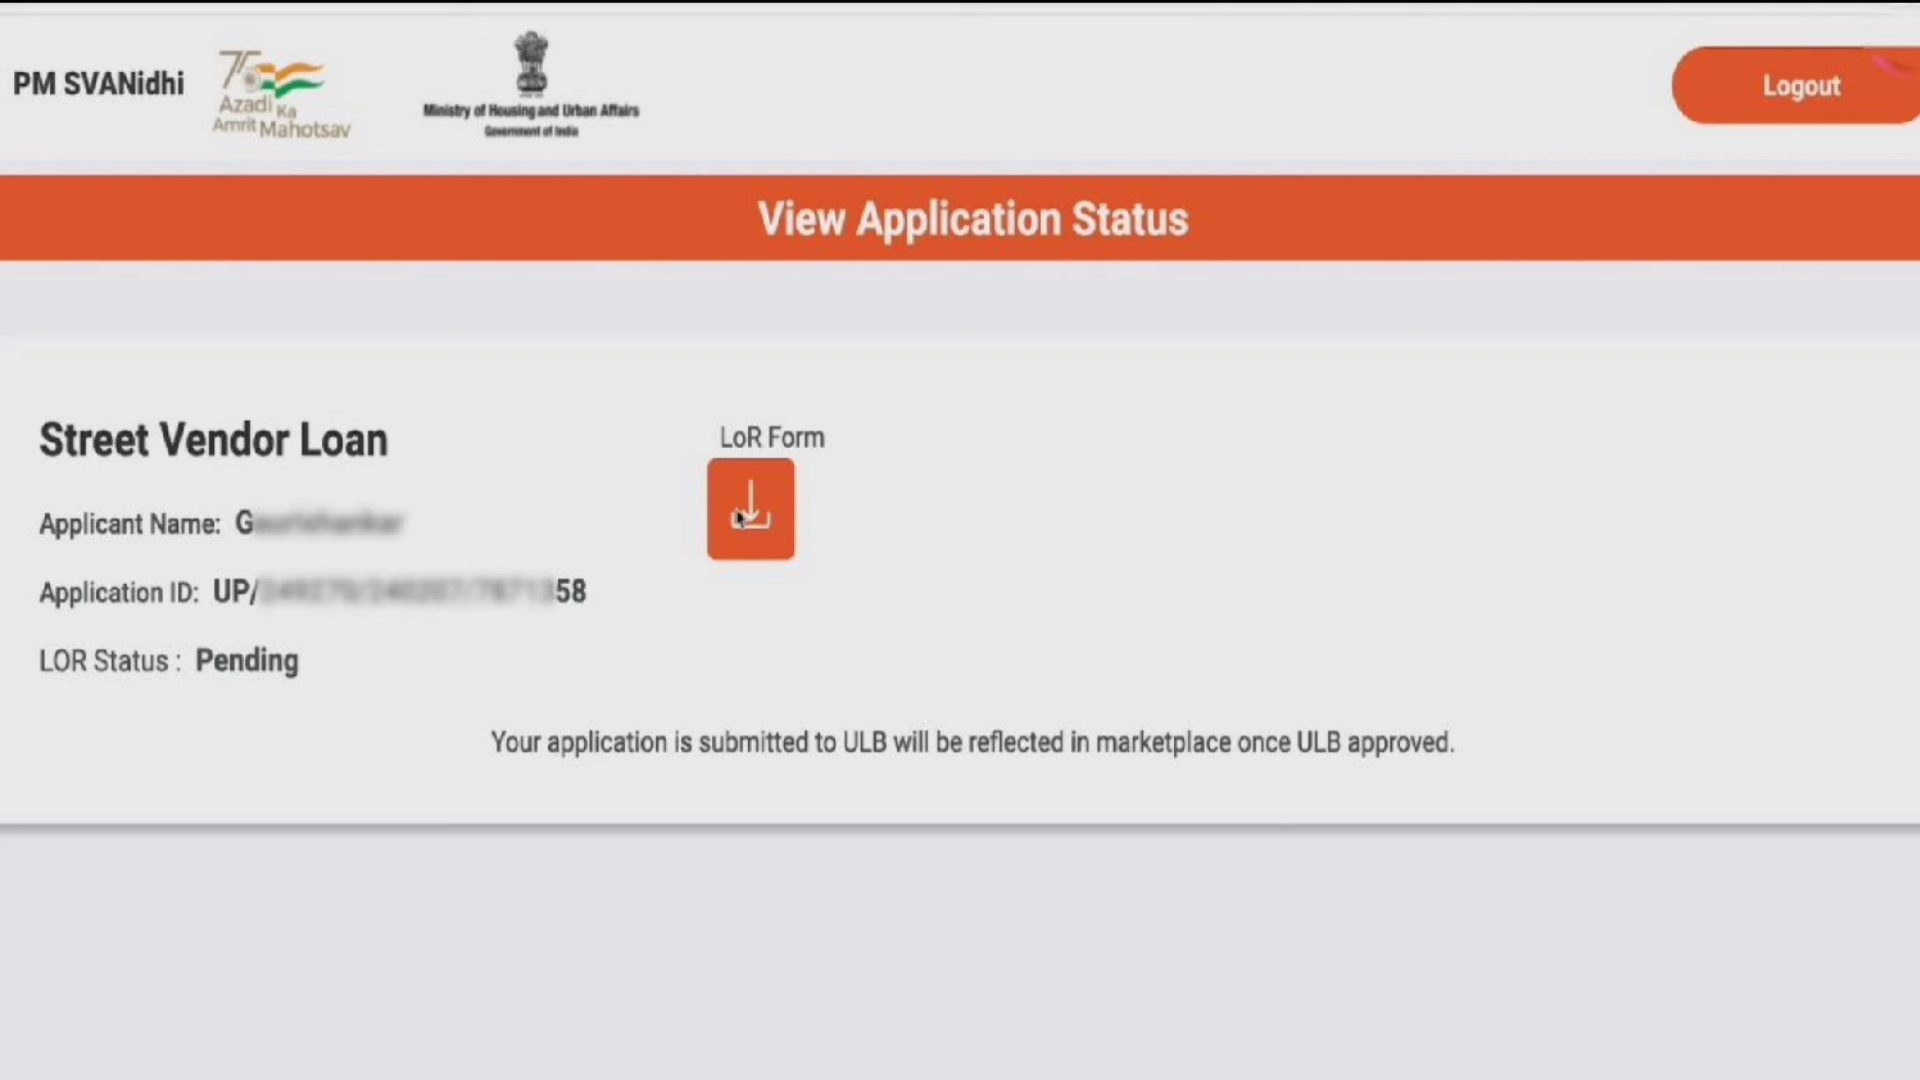 PM SVANidhi
75
Azadi Ka
Amrit Mahotsav
Ministry of Housing and Urban Affairs
Government of India
Logout
View Application Status
Street Vendor Loan
LoR Form
Applicant Name: G
Application ID: UP/ 58
LOR Status : Pending
Your application is submitted to ULB will be reflected in marketplace once ULB approved.